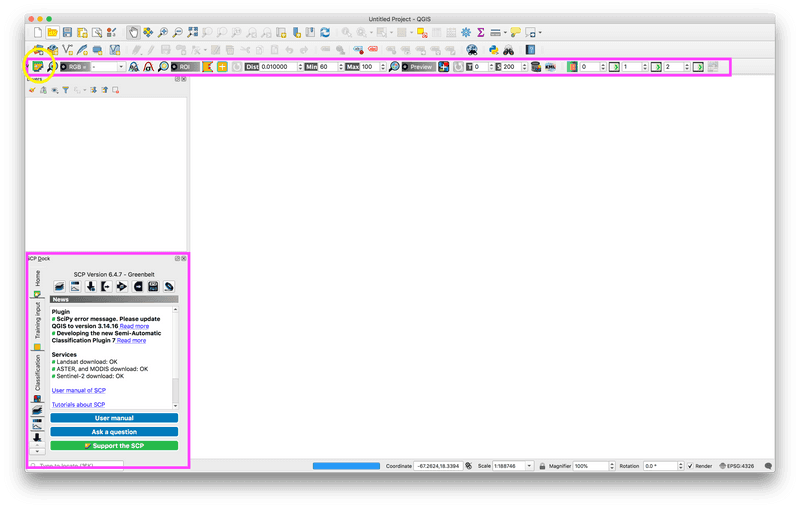 Untitled Project - QGIS
RGB = - ROI Dist 0.010000 Min 60 Max 100 Preview T 0 S 200 KML 0 1 2
SCP Dock
SCP Version 6.4.7 - Greenbelt
Home
Training input
Classification
News
Plugin
# SciPy error message. Please update
QGIS to version 3.14.16 Read more
# Developing the new Semi-Automatic
Classification Plugin 7 Read more
Services
# Landsat download: OK
# ASTER, and MODIS download: OK
# Sentinel-2 download: OK
User manual of SCP
Tutorials about SCP
User manual
Ask a question
Support the SCP
Type to locate (⌘K)
Coordinate -67.2624,18.3394 Scale 1:188746 Magnifier 100% Rotation 0.0 ° Render EPSG:4326